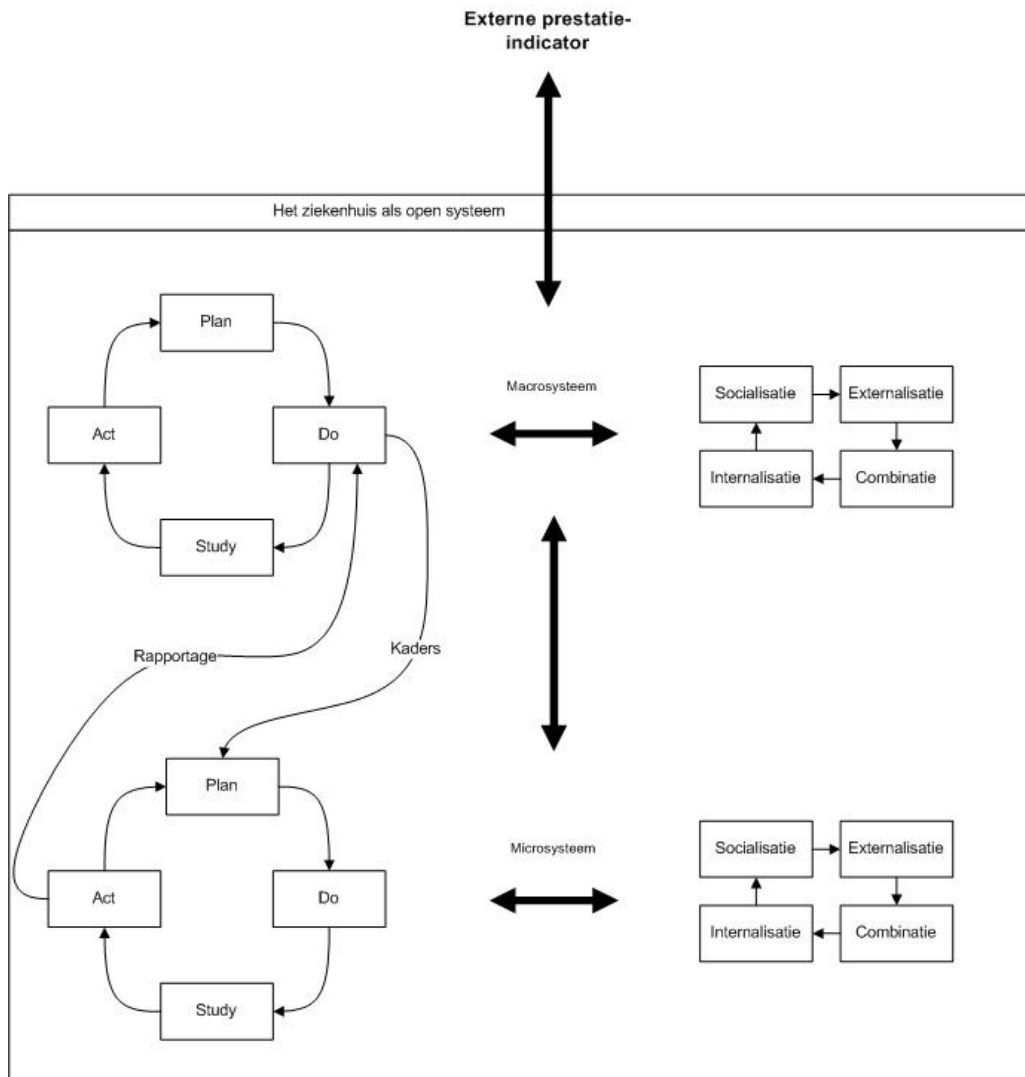 Externe prestatie-
indicator
Het ziekenhuis als open systeem
Plan
Act
Do
Study
Macrosysteem
Socialisatie
Externalisatie
Internalisatie
Combinatie
Rapportage
Kaders
Plan
Act
Do
Study
Microsysteem
Socialisatie
Externalisatie
Internalisatie
Combinatie